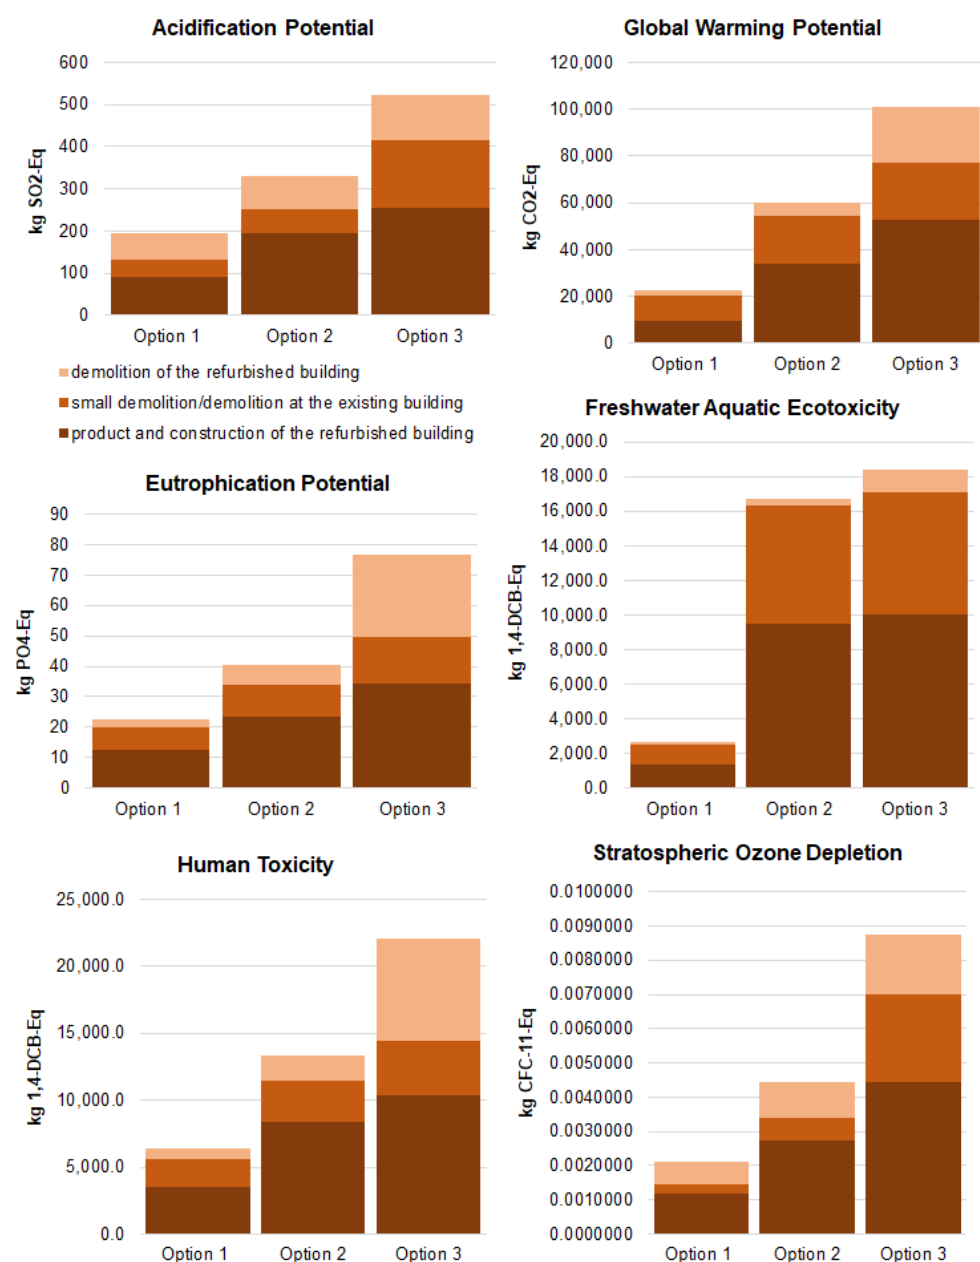 Acidification Potential
600
500
400
300
200
100
0
kg SO2-Eq
Option 1 Option 2 Option 3
demolition of the refurbished building
small demolition/demolition at the existing building
product and construction of the refurbished building
Global Warming Potential
120,000
100,000
80,000
60,000
40,000
20,000
0
kg CO2-Eq
Option 1 Option 2 Option 3
Eutrophication Potential
90
80
70
60
50
40
30
20
10
0
kg PO4-Eq
Option 1 Option 2 Option 3
Freshwater Aquatic Ecotoxicity
20,000.0
18,000.0
16,000.0
14,000.0
12,000.0
10,000.0
8,000.0
6,000.0
4,000.0
2,000.0
0.0
kg 1,4-DCB-Eq
Option 1 Option 2 Option 3
Human Toxicity
25,000.0
20,000.0
15,000.0
10,000.0
5,000.0
0.0
kg 1,4-DCB-Eq
Option 1 Option 2 Option 3
Stratospheric Ozone Depletion
0.0100000
0.0090000
0.0080000
0.0070000
0.0060000
0.0050000
0.0040000
0.0030000
0.0020000
0.0010000
0.0000000
kg CFC-11-Eq
Option 1 Option 2 Option 3